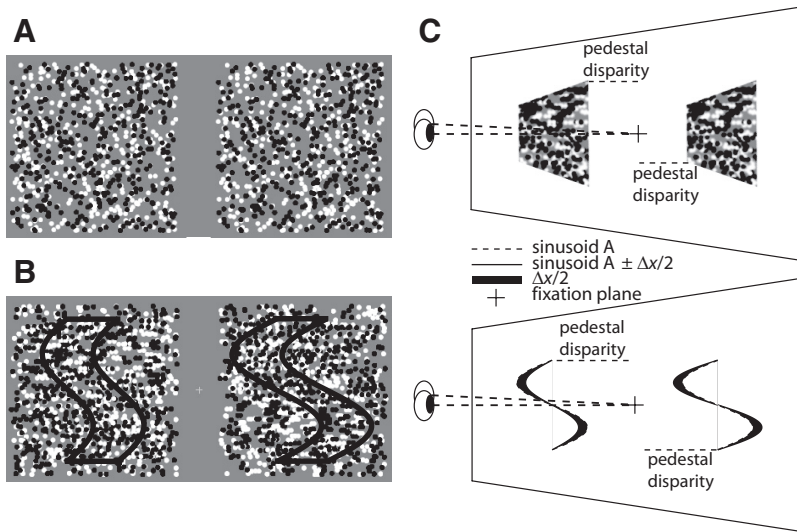 A
B
C
pedestal
disparity
pedestal
disparity
sinusoid A
sinusoid A ± Δx/2
Δx/2
fixation plane
pedestal
disparity
pedestal
disparity